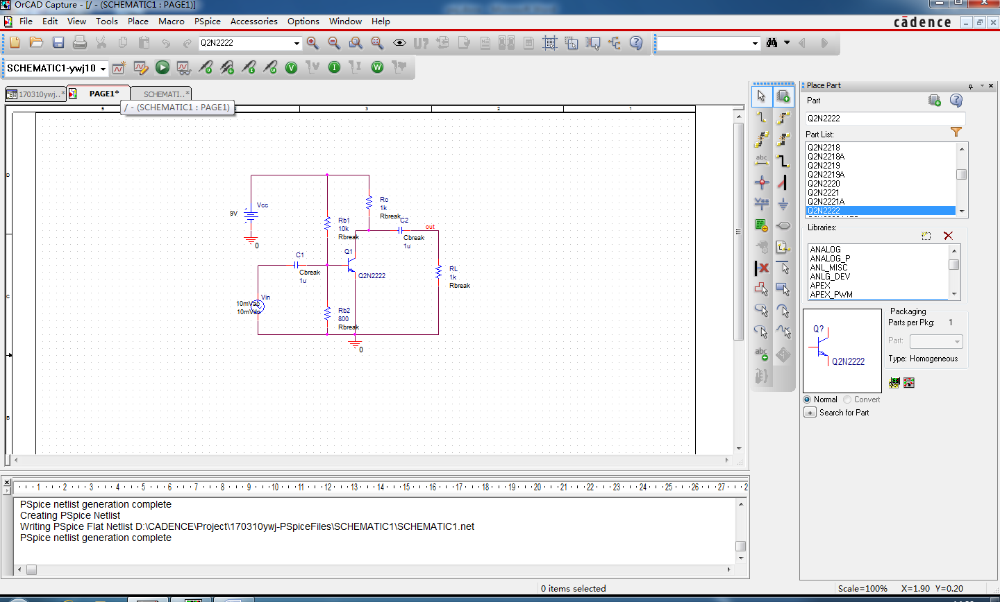 OrCAD Capture - [/ - (SCHEMATIC1 : PAGE1)]
File Edit View Tools Place Macro PSpice Accessories Options Window Help
cādence
Q2N2222
SCHEMATIC1-ywj10
170310ywj..*
PAGE1*
SCHEMATI..*
/ - (SCHEMATIC1 : PAGE1)
5 3 2 1
D
C
B
Vcc
9V
0
Rc
1k
Rbreak
Rb1
10k
Rbreak
C2
Cbreak
1u
out
C1
Cbreak
1u
Q1
Q2N2222
RL
1k
Rbreak
Vin
10mVac
10mVdc
Rb2
800
Rbreak
0
abc
abc
Place Part
Part
Q2N2222
Part List:
Q2N2218
Q2N2218A
Q2N2219
Q2N2219A
Q2N2220
Q2N2221
Q2N2221A
Q2N2222
Libraries:
ANALOG
ANALOG_P
ANL_MISC
ANLG_DEV
APEX
APEX_PWM
Q?
Q2N2222
Packaging
Parts per Pkg: 1
Part:
Type: Homogeneous
Normal Convert
+ Search for Part
1 2 3 4 5 6 7 8 9 10 11 12 13 14 15 16 17 18 19 20 21 22 23 24 25 26 27 2
PSpice netlist generation complete
Creating PSpice Netlist
Writing PSpice Flat Netlist D:\CADENCE\Project\170310ywj-PSpiceFiles\SCHEMATIC1\SCHEMATIC1.net
PSpice netlist generation complete
0 items selected
Scale=100% X=1.90 Y=0.20